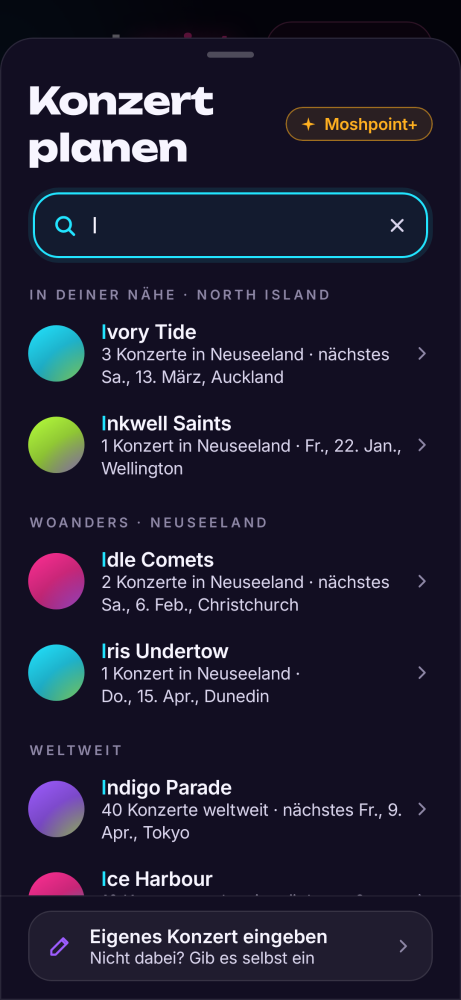 Konzert
planen
Moshpoint+
I
IN DEINER NÄHE · NORTH ISLAND
Ivory Tide
3 Konzerte in Neuseeland · nächstes
Sa., 13. März, Auckland
Inkwell Saints
1 Konzert in Neuseeland · Fr., 22. Jan.,
Wellington
WOANDERS · NEUSEELAND
Idle Comets
2 Konzerte in Neuseeland · nächstes
Sa., 6. Feb., Christchurch
Iris Undertow
1 Konzert in Neuseeland ·
Do., 15. Apr., Dunedin
WELTWEIT
Indigo Parade
40 Konzerte weltweit · nächstes Fr., 9.
Apr., Tokyo
Ice Harbour
Eigenes Konzert eingeben
Nicht dabei? Gib es selbst ein